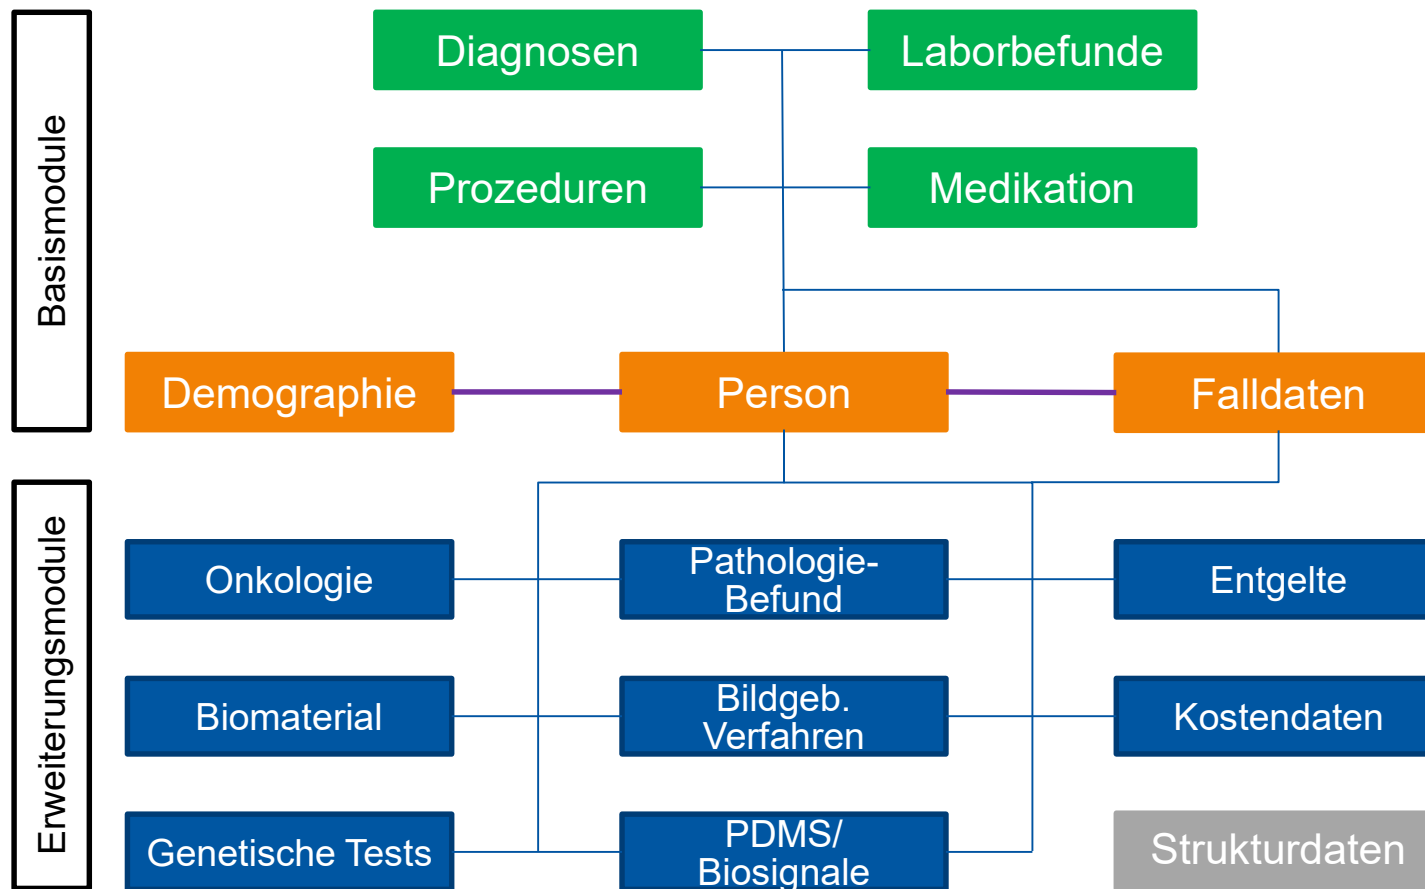 Basismodule
Diagnosen
Laborbefunde
Prozeduren
Medikation
Demographie
Person
Falldaten
Erweiterungsmodule
Onkologie
Pathologie-
Befund
Entgelte
Biomaterial
Bildgeb.
Verfahren
Kostendaten
Genetische Tests
PDMS/
Biosignale
Strukturdaten